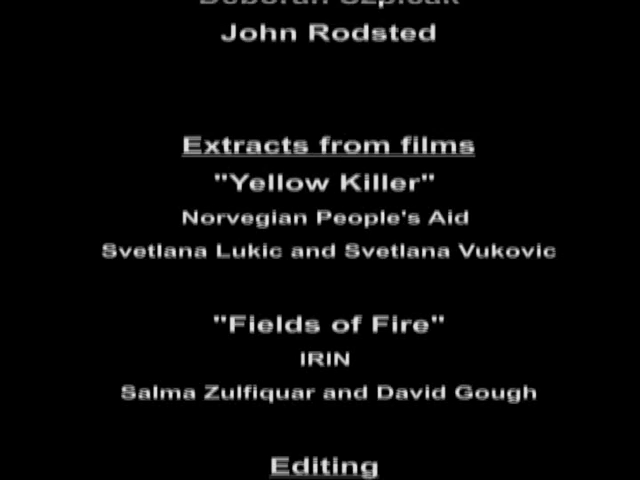 John Rodsted
Extracts from films
"Yellow Killer"
Norvegian People's Aid
Svetlana Lukic and Svetlana Vukovic
"Fields of Fire"
IRIN
Salma Zulfiquar and David Gough
Editing